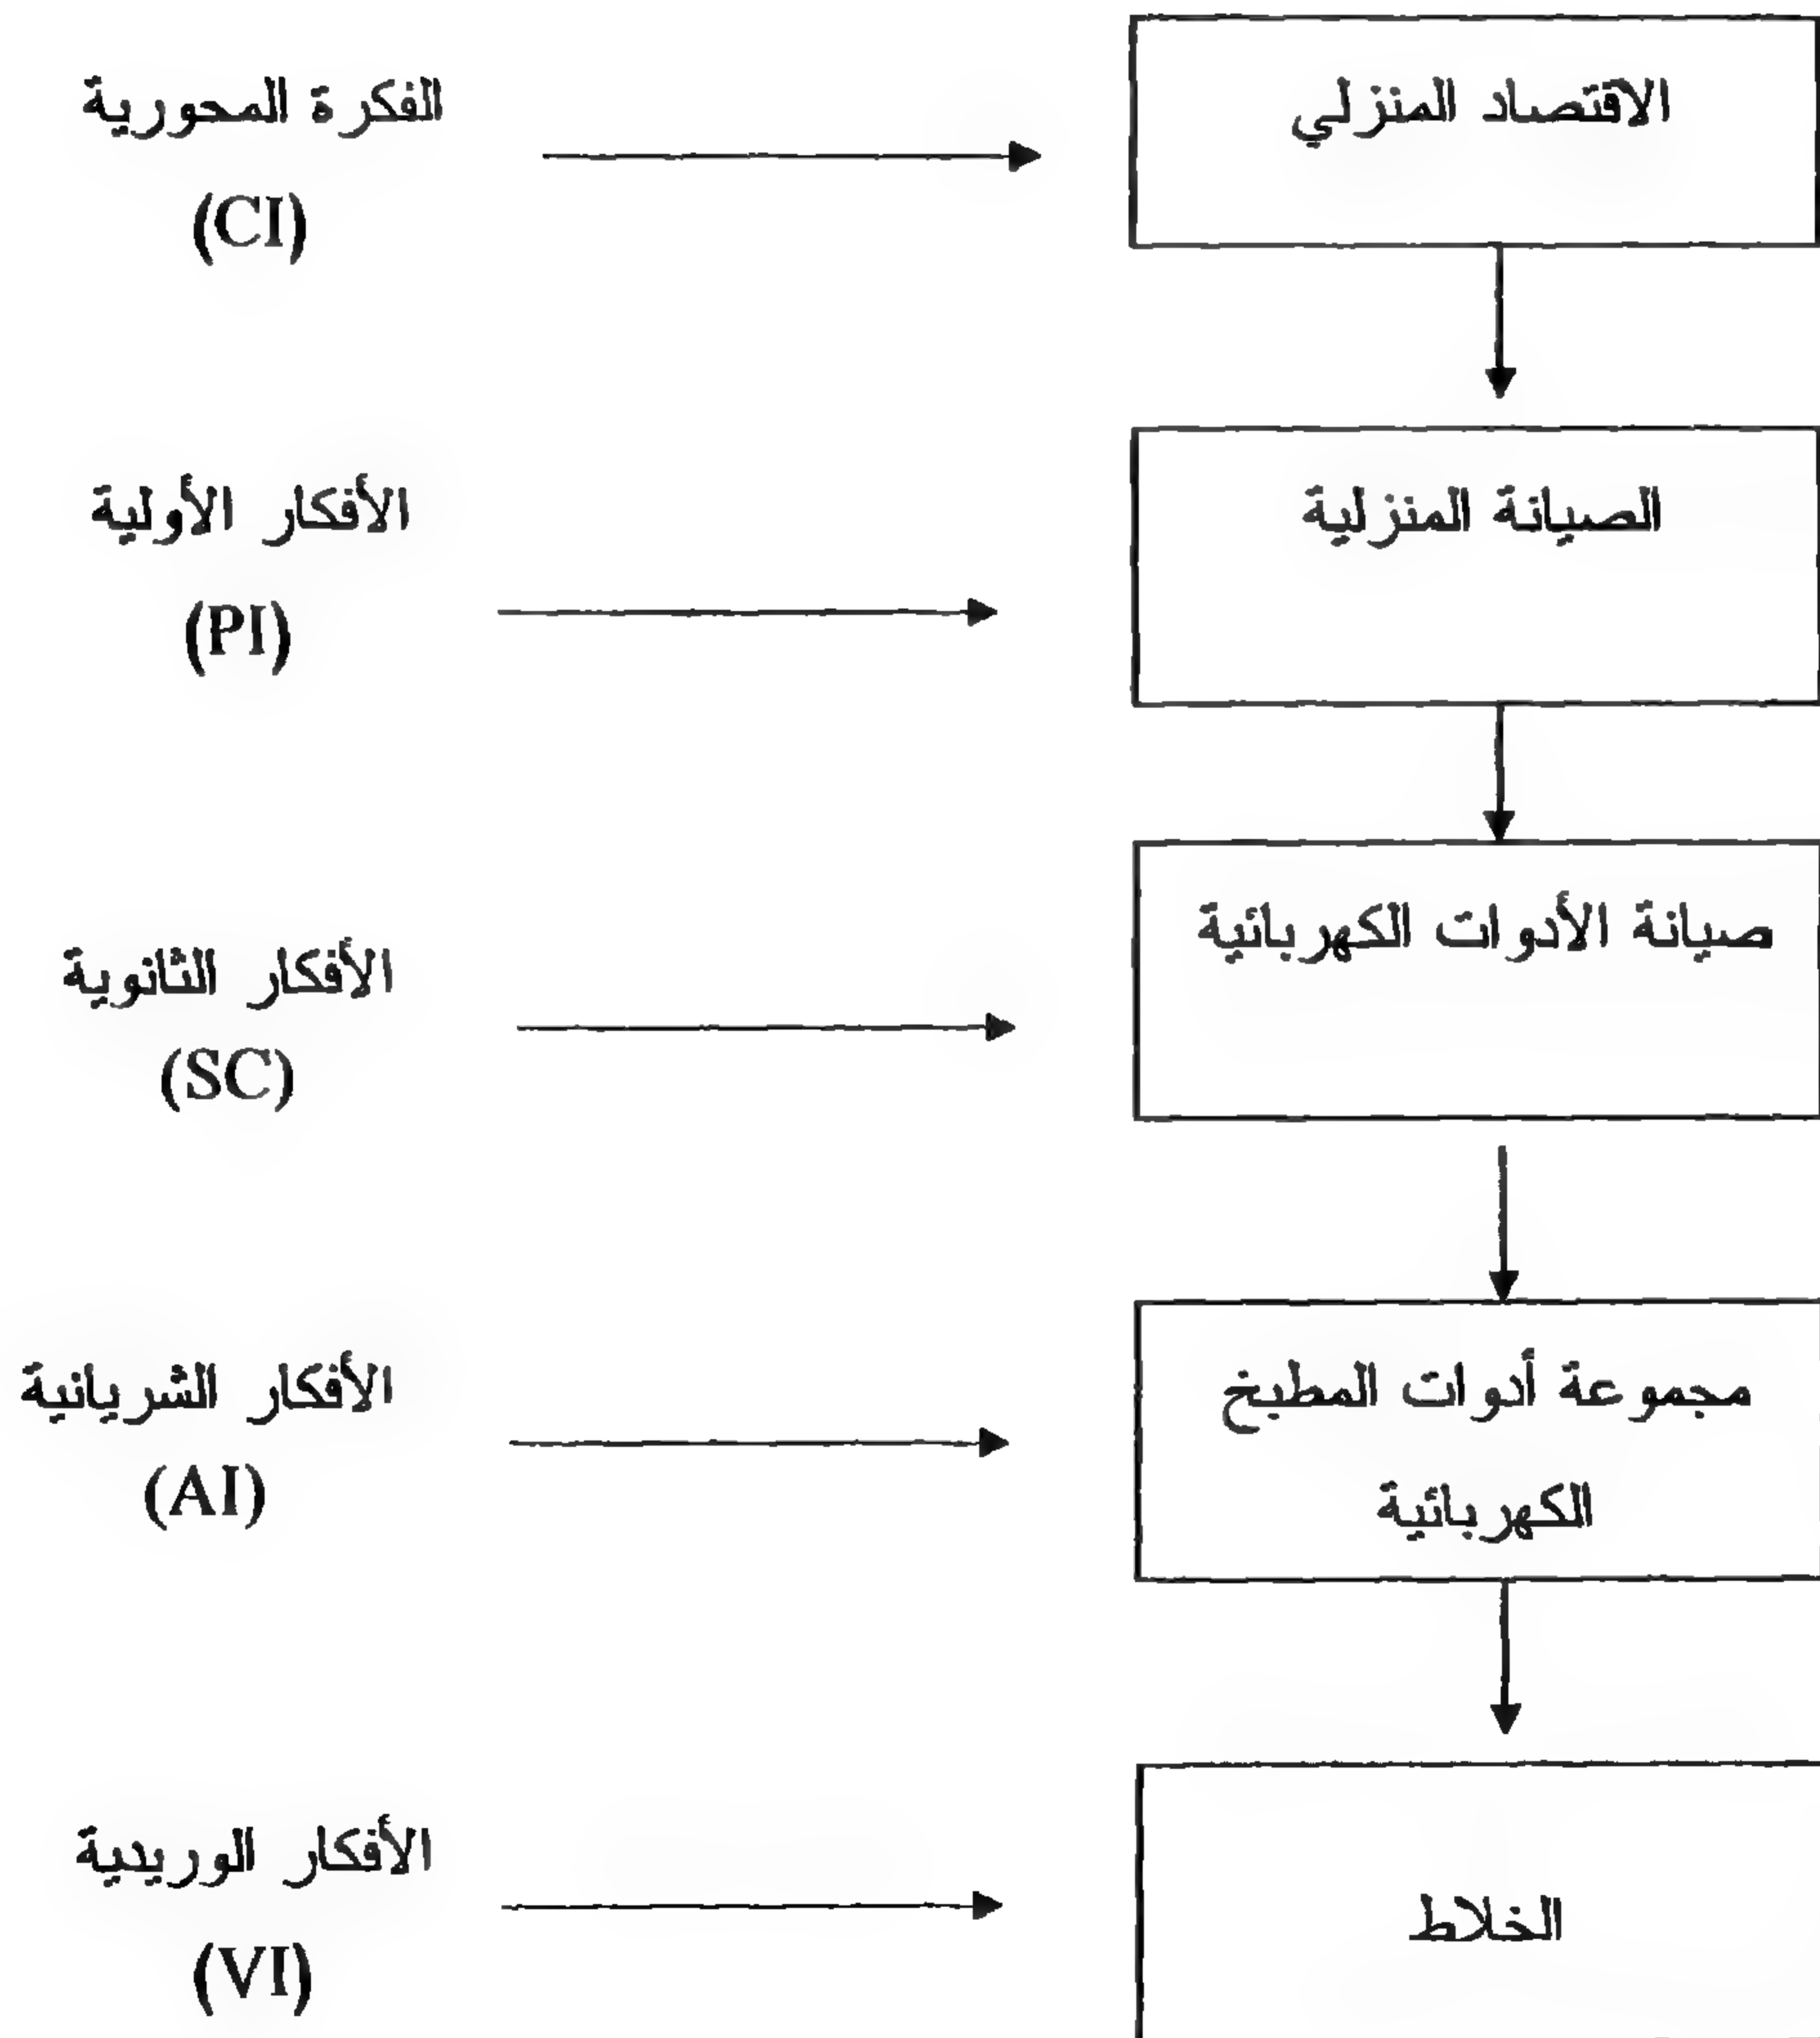 الاقتصاد المنزلي
الفكرة المحورية
(CI)
الصيانة المنزلية
الأفكار الأولية
(PI)
صيانة الأدوات الكهربائية
الأفكار الثانوية
(SC)
مجموعة أدوات المطبخ
الكهربائية
الأفكار الشريانية
(AI)
الخلاط
الأفكار الوريدية
(VI)